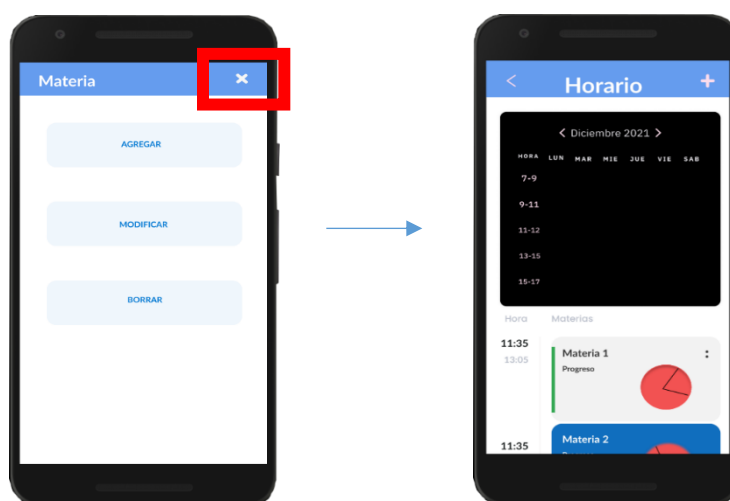 Materia ×
AGREGAR
MODIFICAR
BORRAR
< Horario +
< Diciembre 2021 >
HORA LUN MAR MIE JUE VIE SAB
7-9
9-11
11-12
13-15
15-17
Hora Materias
11:35
13:05
Materia 1
Progreso
11:35
Materia 2